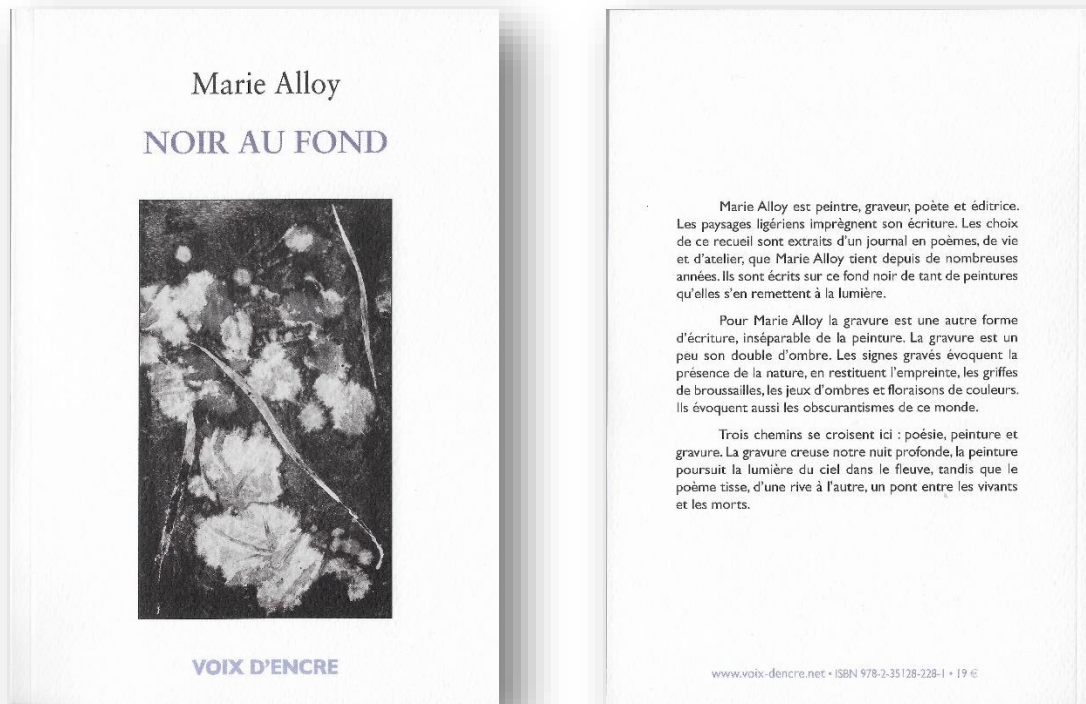 Marie Alloy
NOIR AU FOND
VOIX D'ENCRE
Marie Alloy est peintre, graveur, poète et éditrice.
Les paysages ligériens imprègnent son écriture. Les choix
de ce recueil sont extraits d'un journal en poèmes, de vie
et d'atelier, que Marie Alloy tient depuis de nombreuses
années. Ils sont écrits sur ce fond noir de tant de peintures
qu'elles s'en remettent à la lumière.
Pour Marie Alloy la gravure est une autre forme
d'écriture, inséparable de la peinture. La gravure est un
peu son double d'ombre. Les signes gravés évoquent la
présence de la nature, en restituent l'empreinte, les griffes
de broussailles, les jeux d'ombres et floraisons de couleurs.
Ils évoquent aussi les obscurantismes de ce monde.
Trois chemins se croisent ici : poésie, peinture et
gravure. La gravure creuse notre nuit profonde, la peinture
poursuit la lumière du ciel dans le fleuve, tandis que le
poème tisse, d'une rive à l'autre, un pont entre les vivants
et les morts.
www.voix-dencre.net • ISBN 978-2-35128-228-1 • 19 €